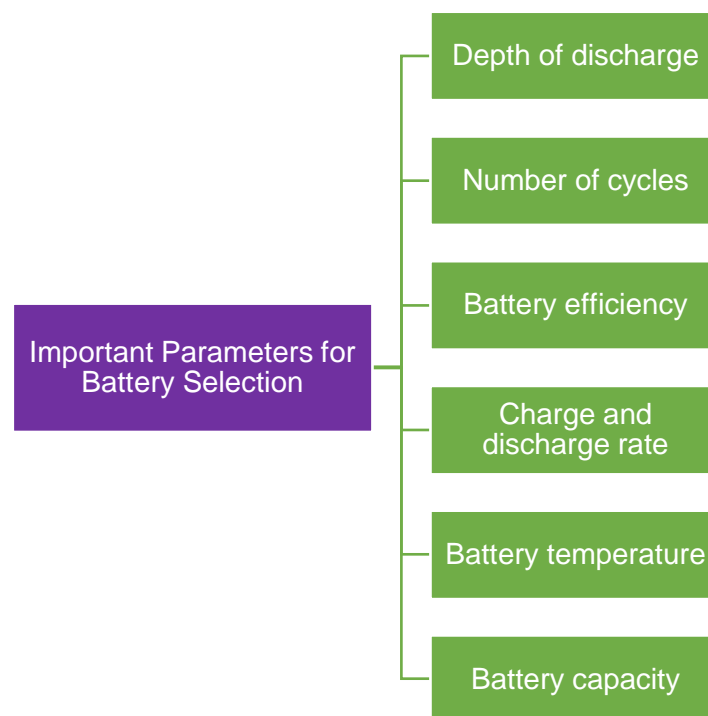 Depth of discharge
Number of cycles
Battery efficiency
Important Parameters for
Battery Selection
Charge and
discharge rate
Battery temperature
Battery capacity